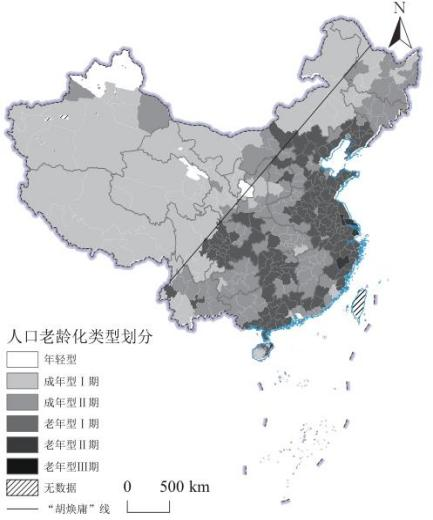 N
人口老龄化类型划分
年轻型
成年型Ⅰ期
成年型Ⅱ期
老年型Ⅰ期
老年型Ⅱ期
老年型Ⅲ期
无数据
0 500 km
“胡焕庸”线